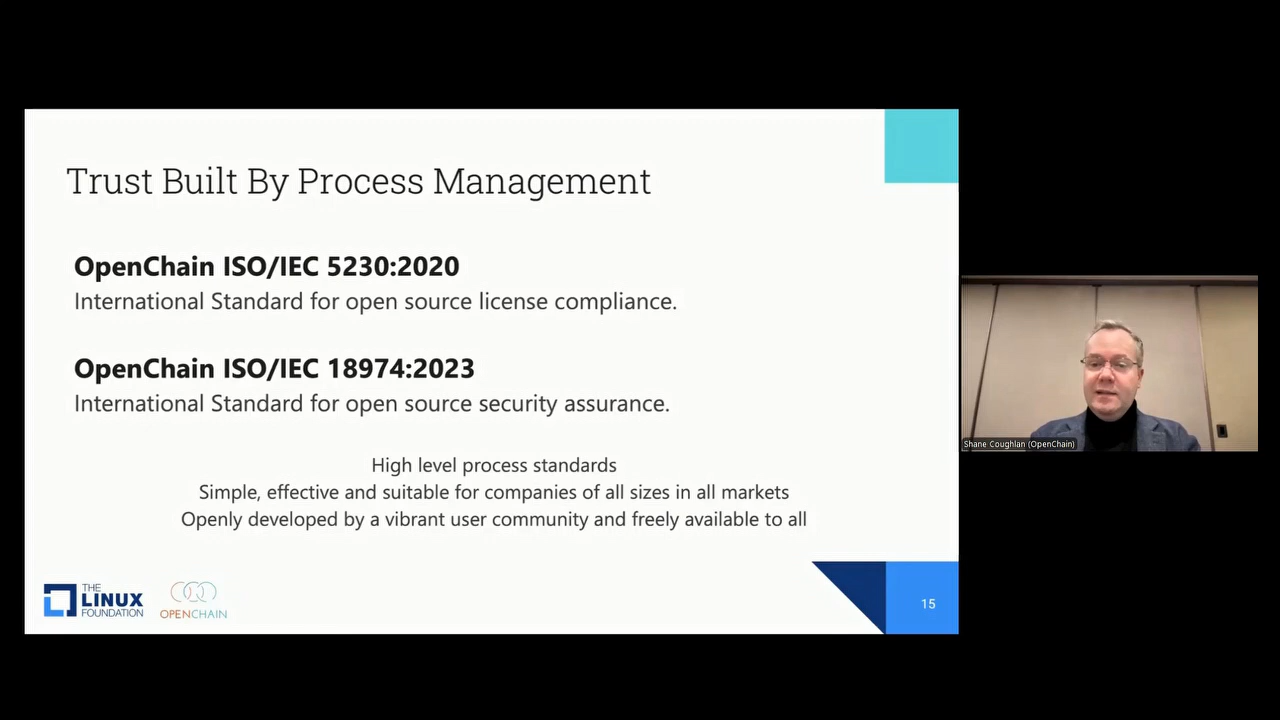 Trust Built By Process Management
OpenChain ISO/IEC 5230:2020
International Standard for open source license compliance.
OpenChain ISO/IEC 18974:2023
International Standard for open source security assurance.
High level process standards
Simple, effective and suitable for companies of all sizes in all markets
Openly developed by a vibrant user community and freely available to all
THE
LINUX
FOUNDATION
OPENCHAIN
15
Shane Coughlan (OpenChain)